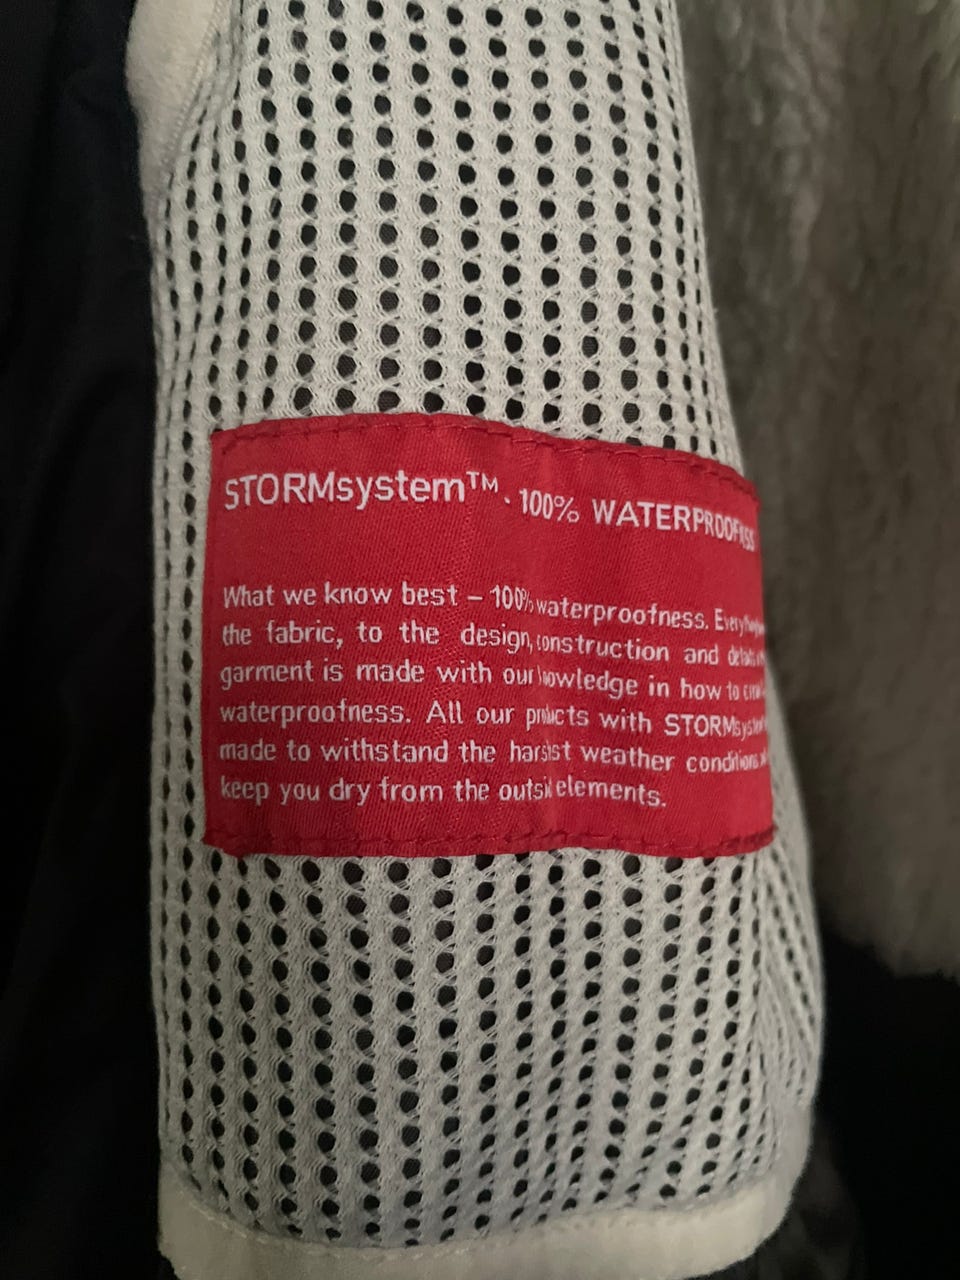 STORMsystem™ · 100% WATERPROOFNESS
What we know best – 100% waterproofness.
the fabric, to the design, construction and
garment is made with our knowledge in how to
waterproofness. All our products with STORMsystem
made to withstand the harshest weather conditions
keep you dry from the outside elements.